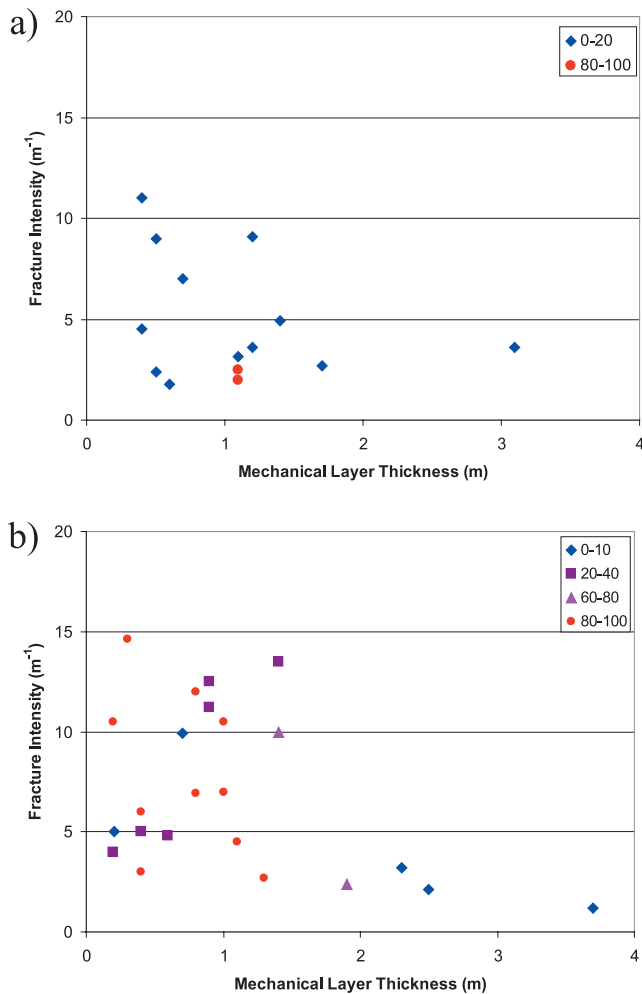 a)
20
15
10
5
0
0 1 2 3 4
Fracture Intensity (m⁻¹)
Mechanical Layer Thickness (m)
0-20
80-100
b)
20
15
10
5
0
0 1 2 3 4
Fracture Intensity (m⁻¹)
Mechanical Layer Thickness (m)
0-10
20-40
60-80
80-100